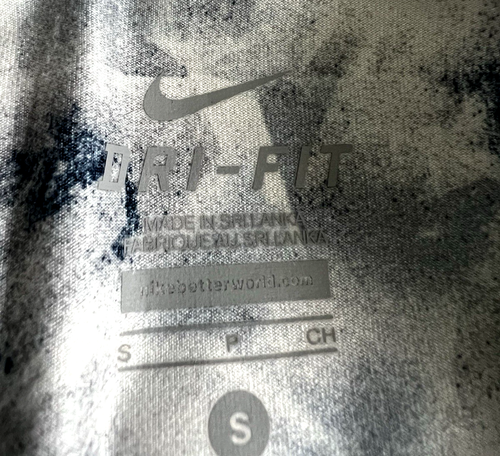 DRI-FIT
MADE IN SRI LANKA
FABRIQUE AU SRI LANKA
nikebetterworld.com
S P CH
S